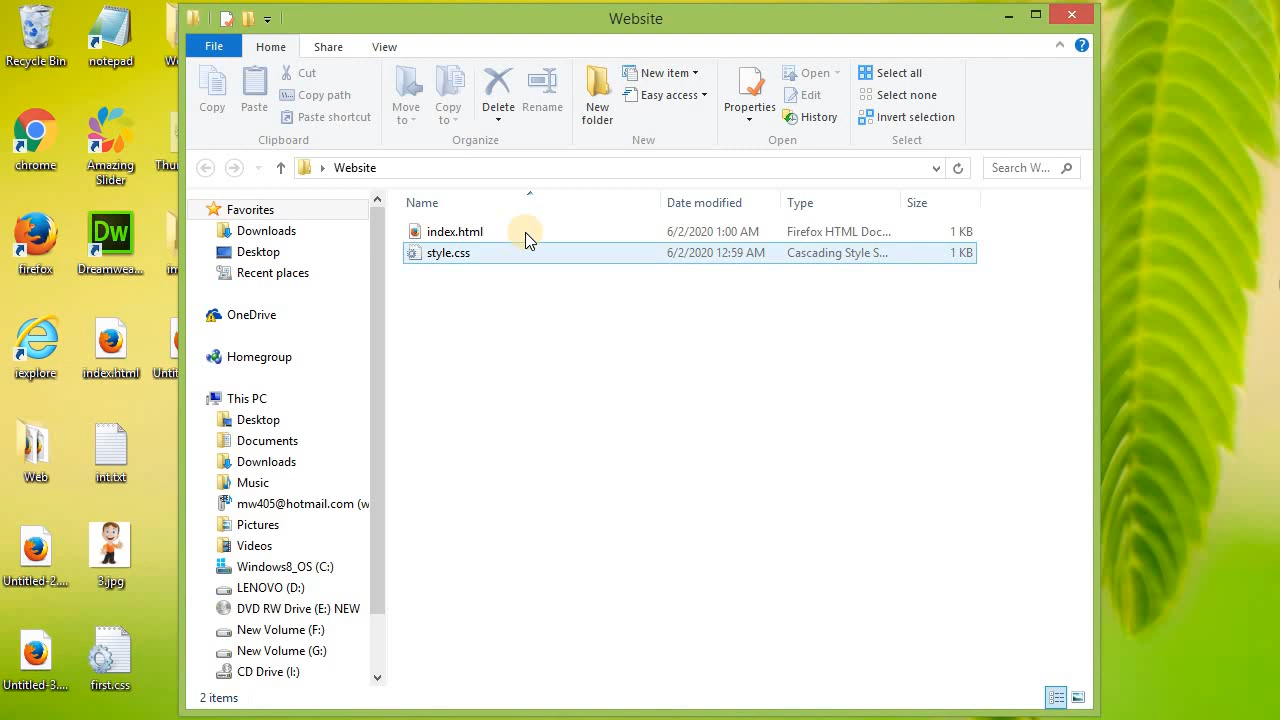 Website
File
Home
Share
View
Copy
Paste
Cut
Copy path
Paste shortcut
Move to
Copy to
Delete
Rename
New folder
New item
Easy access
Properties
Open
Edit
History
Select all
Select none
Invert selection
Clipboard
Organize
New
Open
Select
Website
Search W...
Name
Date modified
Type
Size
index.html
6/2/2020 1:00 AM
Firefox HTML Doc...
1 KB
style.css
6/2/2020 12:59 AM
Cascading Style S...
1 KB
Favorites
Downloads
Desktop
Recent places
OneDrive
Homegroup
This PC
Desktop
Documents
Downloads
Music
mw405@hotmail.com (w
Pictures
Videos
Windows8_OS (C:)
LENOVO (D:)
DVD RW Drive (E:) NEW
New Volume (F:)
New Volume (G:)
CD Drive (I:)
2 items
Recycle Bin
notepad
chrome
Amazing Slider
firefox
Dw
Dreamwea...
iexplore
index.html
Web
int.txt
Untitled-2....
3.jpg
Untitled-3....
first.css